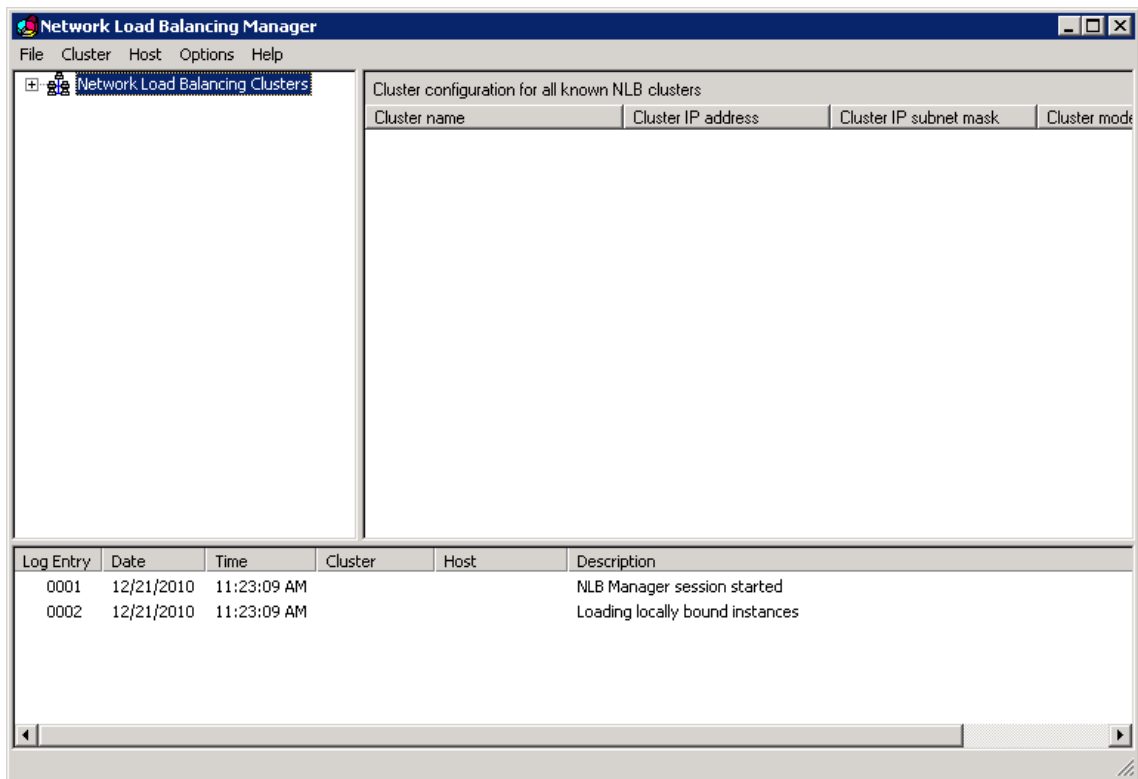 Network Load Balancing Manager
File Cluster Host Options Help
Network Load Balancing Clusters
Cluster configuration for all known NLB clusters
Cluster name Cluster IP address Cluster IP subnet mask Cluster mode
Log Entry Date Time Cluster Host Description
0001 12/21/2010 11:23:09 AM NLB Manager session started
0002 12/21/2010 11:23:09 AM Loading locally bound instances